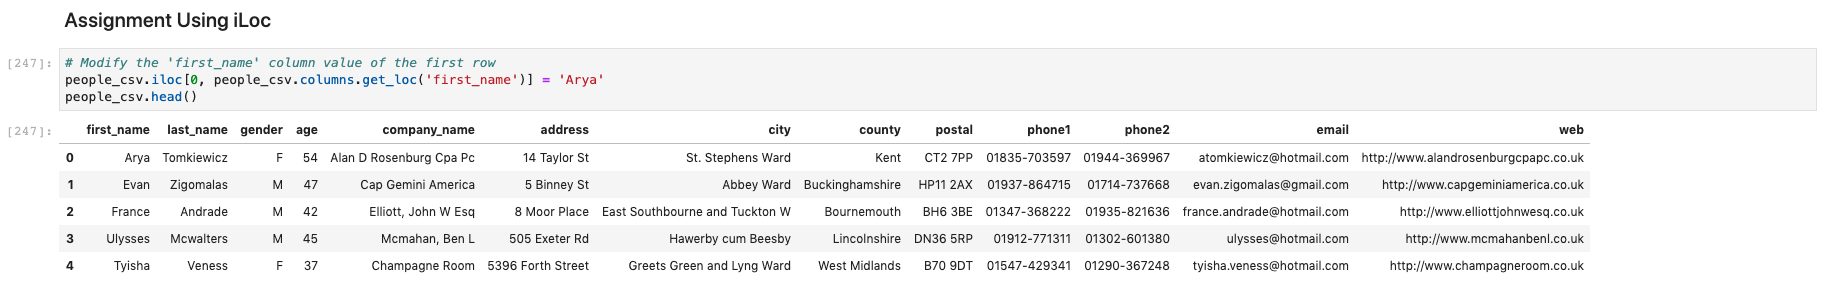 Assignment Using iLoc
[247]: # Modify the 'first_name' column value of the first row
people_csv.iloc[0, people_csv.columns.get_loc('first_name')] = 'Arya'
people_csv.head()
[247]: first_name last_name gender age company_name address city county postal phone1 phone2 email web
0 Arya Tomkiewicz F 54 Alan D Rosenburg Cpa Pc 14 Taylor St St. Stephens Ward Kent CT2 7PP 01835-703597 01944-369967 atomkiewicz@hotmail.com http://www.alandrosenburgcpapc.co.uk
1 Evan Zigomalas M 47 Cap Gemini America 5 Binney St Abbey Ward Buckinghamshire HP11 2AX 01937-864715 01714-737668 evan.zigomalas@gmail.com http://www.capgeminiamerica.co.uk
2 France Andrade M 42 Elliott, John W Esq 8 Moor Place East Southbourne and Tuckton W Bournemouth BH6 3BE 01347-368222 01935-821636 france.andrade@hotmail.com http://www.elliottjohnwesq.co.uk
3 Ulysses Mcwalters M 45 Mcmahan, Ben L 505 Exeter Rd Hawerby cum Beesby Lincolnshire DN36 5RP 01912-771311 01302-601380 ulysses@hotmail.com http://www.mcmahanbenl.co.uk
4 Tyisha Veness F 37 Champagne Room 5396 Forth Street Greets Green and Lyng Ward West Midlands B70 9DT 01547-429341 01290-367248 tyisha.veness@hotmail.com http://www.champagneroom.co.uk